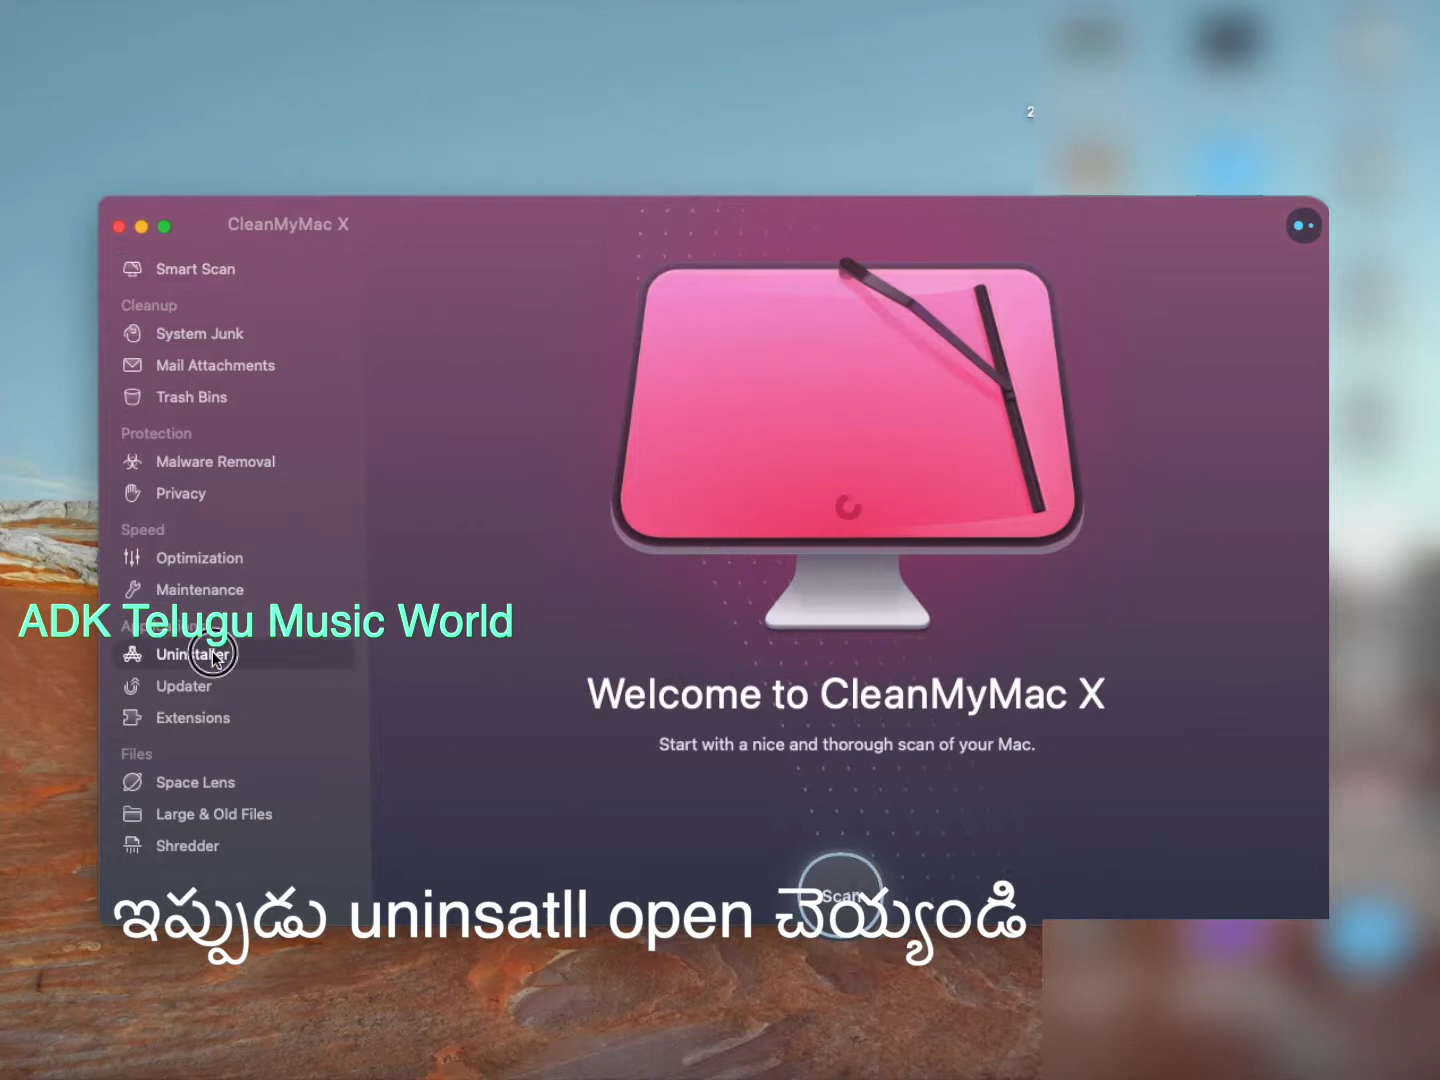 2
CleanMyMac X
Smart Scan
Cleanup
System Junk
Mail Attachments
Trash Bins
Protection
Malware Removal
Privacy
Speed
Optimization
Maintenance
ADK Telugu Music World
Applications
Uninstaller
Updater
Extensions
Files
Space Lens
Large & Old Files
Shredder
Welcome to CleanMyMac X
Start with a nice and thorough scan of your Mac.
Scan
ఇప్పుడు uninsatll open చెయ్యండి